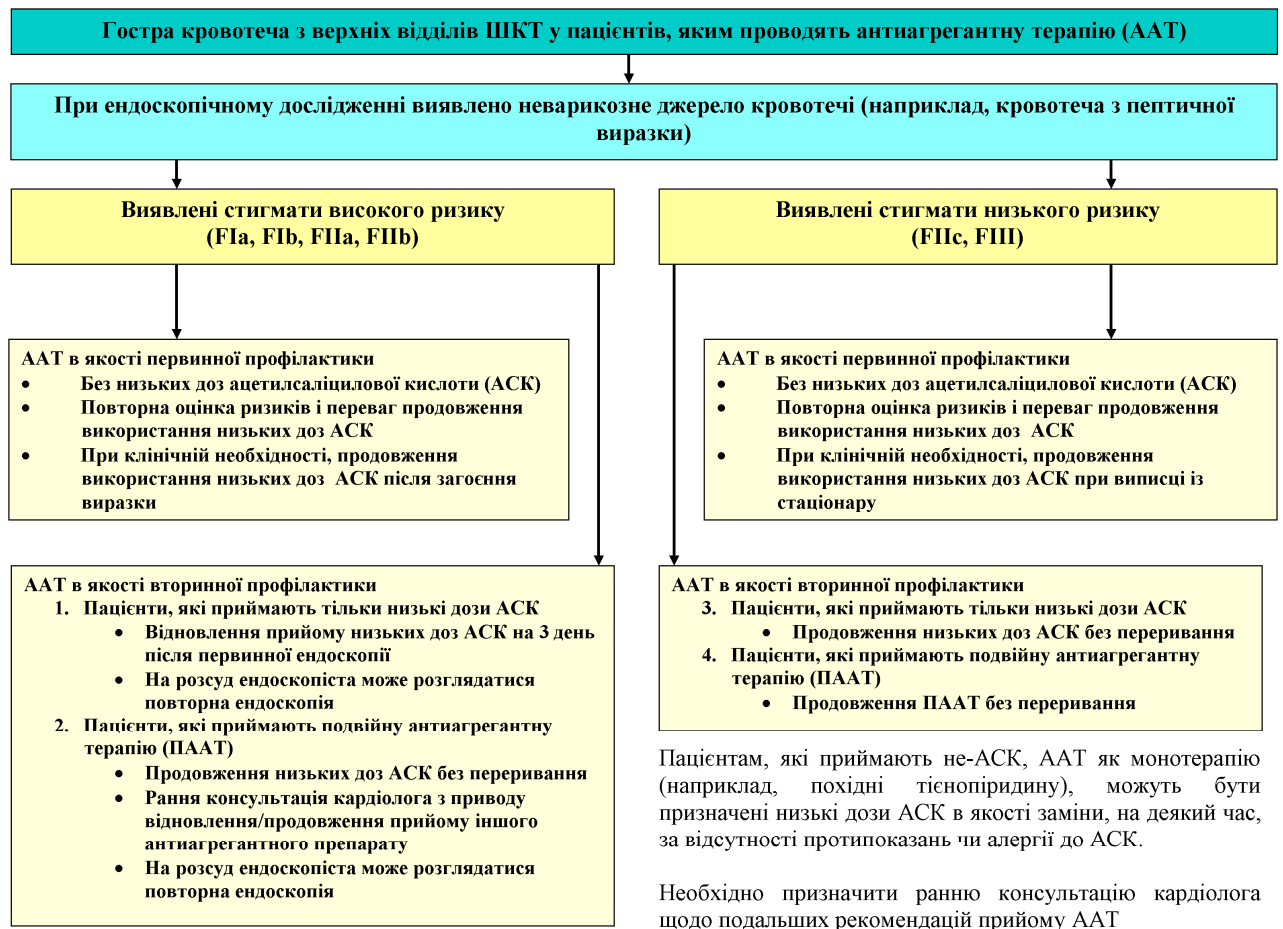 Гостра кровотеча з верхніх відділів ШКТ у пацієнтів, яким проводять антиагрегантну терапію (ААТ)
При ендоскопічному дослідженні виявлено неварикозне джерело кровотечі (наприклад, кровотеча з пептичної
виразки)
Виявлені стигмати високого ризику
(FIa, FIb, FIIa, FIIb)
Виявлені стигмати низького ризику
(FIIc, FIII)
ААТ в якості первинної профілактики
• Без низьких доз ацетилсаліцилової кислоти (АСК)
• Повторна оцінка ризиків і переваг продовження
використання низьких доз АСК
• При клінічній необхідності, продовження
використання низьких доз АСК після загоєння
виразки
ААТ в якості первинної профілактики
• Без низьких доз ацетилсаліцилової кислоти (АСК)
• Повторна оцінка ризиків і переваг продовження
використання низьких доз АСК
• При клінічній необхідності, продовження
використання низьких доз АСК при виписці із
стаціонару
ААТ в якості вторинної профілактики
1. Пацієнти, які приймають тільки низькі дози АСК
• Відновлення прийому низьких доз АСК на 3 день
після первинної ендоскопії
• На розсуд ендоскопіста може розглядатися
повторна ендоскопія
2. Пацієнти, які приймають подвійну антиагрегантну
терапію (ПААТ)
• Продовження низьких доз АСК без переривання
• Рання консультація кардіолога з приводу
відновлення/продовження прийому іншого
антиагрегантного препарату
• На розсуд ендоскопіста може розглядатися
повторна ендоскопія
ААТ в якості вторинної профілактики
3. Пацієнти, які приймають тільки низькі дози АСК
• Продовження низьких доз АСК без переривання
4. Пацієнти, які приймають подвійну антиагрегантну
терапію (ПААТ)
• Продовження ПААТ без переривання
Пацієнтам, які приймають не-АСК, ААТ як монотерапію
(наприклад, похідні тієнопіридину), можуть бути
призначені низькі дози АСК в якості заміни, на деякий час,
за відсутності протипоказань чи алергії до АСК.
Необхідно призначити ранню консультацію кардіолога
щодо подальших рекомендацій прийому ААТ